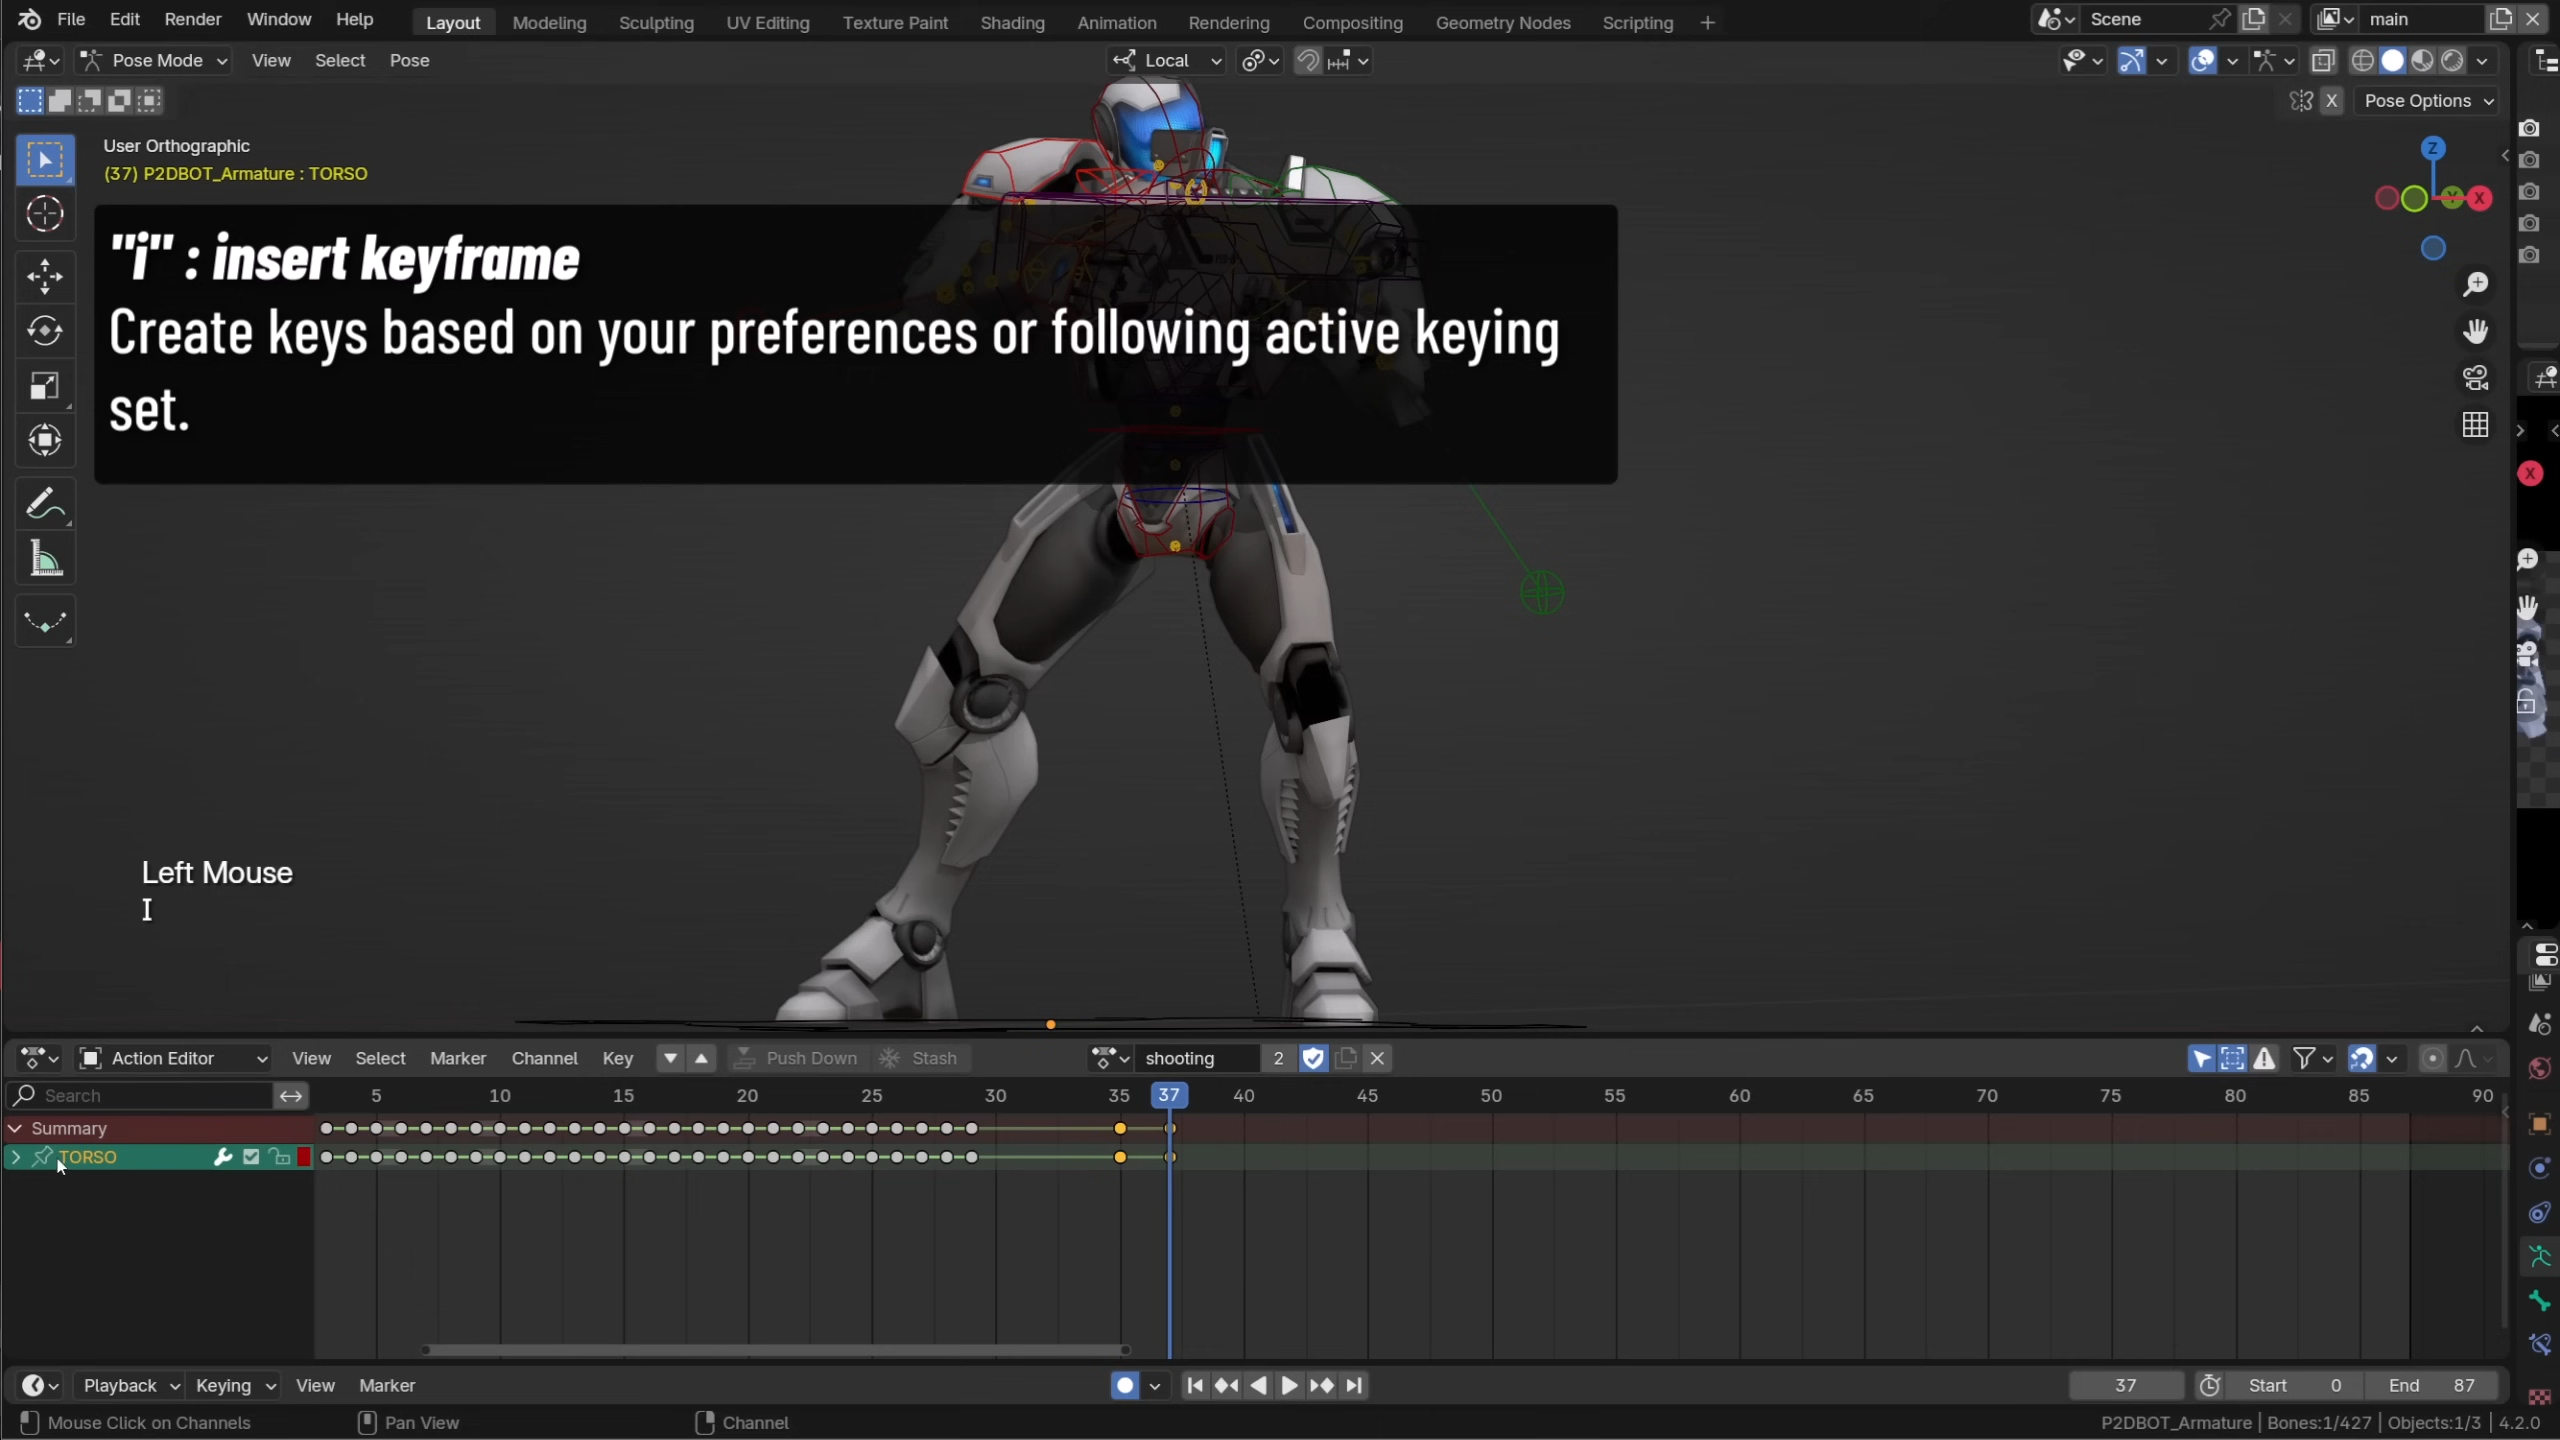 File Edit Render Window Help Layout Modeling Sculpting UV Editing Texture Paint Shading Animation Rendering Compositing Geometry Nodes Scripting + Scene main
Pose Mode View Select Pose Local
X Pose Options
User Orthographic
(37) P2DBOT_Armature : TORSO
Z
Y X
"i" : insert keyframe
Create keys based on your preferences or following active keying
set.
X
Left Mouse
I
Action Editor View Select Marker Channel Key Push Down Stash shooting 2
Search 5 10 15 20 25 30 35 37 40 45 50 55 60 65 70 75 80 85 90
Summary
TORSO
Playback Keying View Marker 37 Start 0 End 87
Mouse Click on Channels Pan View Channel P2DBOT_Armature | Bones:1/427 | Objects:1/3 | 4.2.0